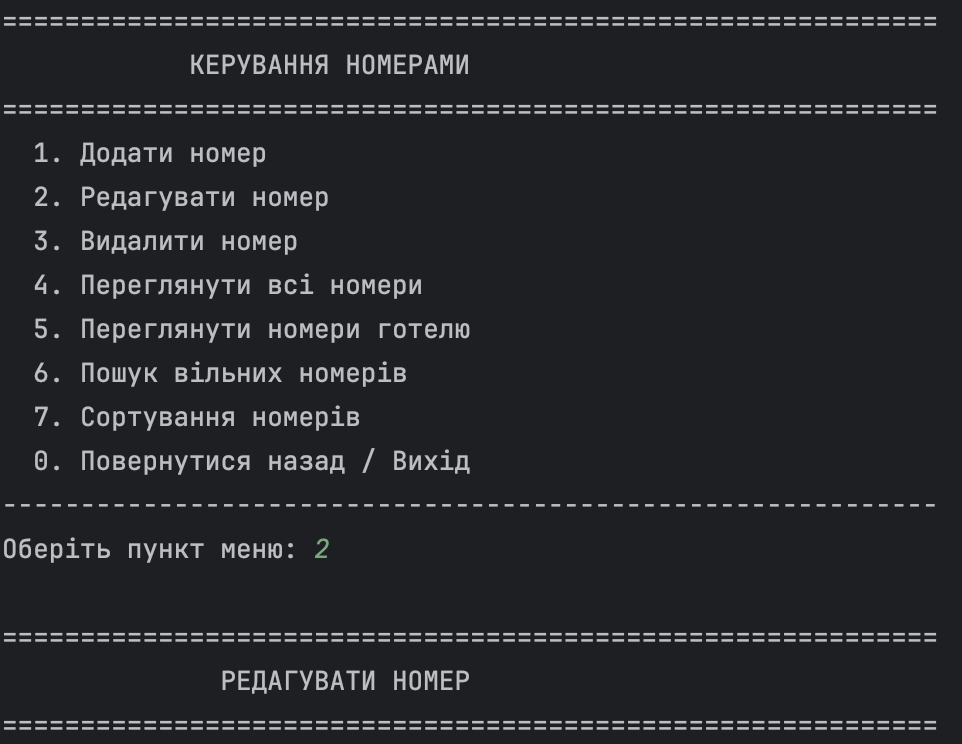 ============================================================
КЕРУВАННЯ НОМЕРАМИ
============================================================
1. Додати номер
2. Редагувати номер
3. Видалити номер
4. Переглянути всі номери
5. Переглянути номери готелю
6. Пошук вільних номерів
7. Сортування номерів
0. Повернутися назад / Вихід
------------------------------------------------------------
Оберіть пункт меню: 2
============================================================
РЕДАГУВАТИ НОМЕР
============================================================